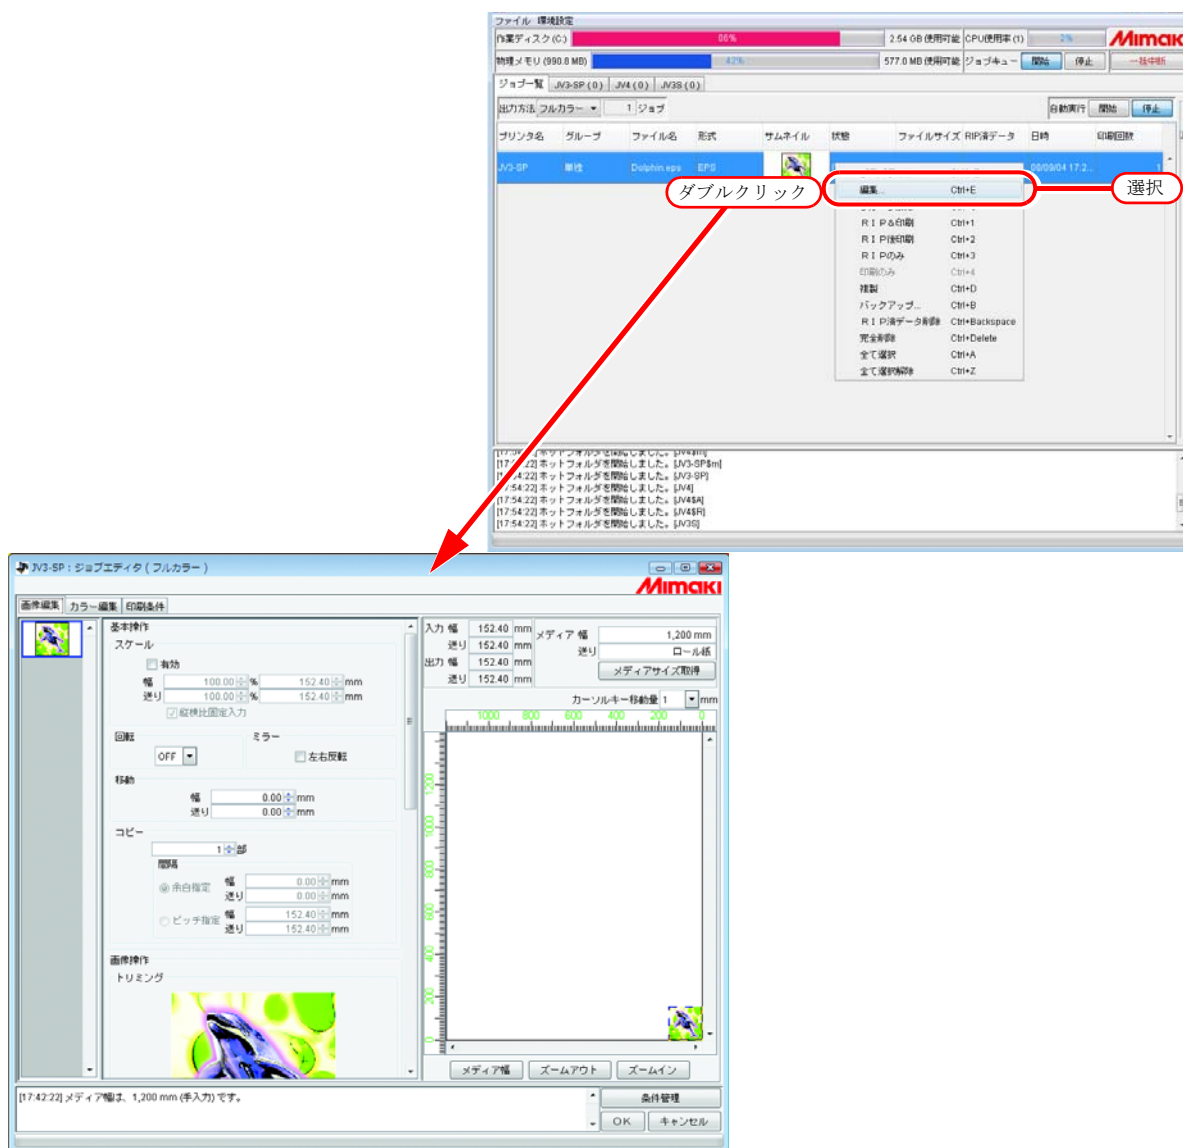 ファイル 環境設定
作業ディスク (C:) 86% 2.54 GB 使用可能 CPU使用率 (1) 2% Mimaki
物理メモリ (990.8 MB) 42% 577.0 MB 使用可能 ジョブキュー 開始 停止 一括中断
ジョブ一覧 JV3-SP ( 0 ) JV4 ( 0 ) JV3S ( 0 )
出力方法 フルカラー 1 ジョブ 自動実行 開始 停止
プリンタ名 グループ ファイル名 形式 サムネイル 状態 ファイルサイズ RIP済データ 日時 印刷回数
JV3-SP 単独 Dolphin.eps EPS 08/09/04 17:2... 1
ダブルクリック
編集... Ctrl+E
選択
ＲＩＰ&印刷 Ctrl+1
ＲＩＰ後印刷 Ctrl+2
ＲＩＰのみ Ctrl+3
印刷のみ Ctrl+4
複製 Ctrl+D
バックアップ... Ctrl+B
ＲＩＰ済データ削除 Ctrl+Backspace
完全削除 Ctrl+Delete
全て選択 Ctrl+A
全て選択解除 Ctrl+Z
[17:54:22] ホットフォルダを開始しました。[JV3-SP$m]
[17:54:22] ホットフォルダを開始しました。[JV3-SP]
[17:54:22] ホットフォルダを開始しました。[JV4]
[17:54:22] ホットフォルダを開始しました。[JV4$A]
[17:54:22] ホットフォルダを開始しました。[JV4$R]
[17:54:22] ホットフォルダを開始しました。[JV3S]
JV3-SP : ジョブエディタ ( フルカラー )
Mimaki
画像編集 カラー編集 印刷条件
基本操作
スケール
有効
幅 100.00 % 152.40 mm
送り 100.00 % 152.40 mm
縦横比固定入力
回転 ミラー
OFF 左右反転
移動
幅 0.00 mm
送り 0.00 mm
コピー
1 部
間隔
余白指定 幅 0.00 mm
送り 0.00 mm
ピッチ指定 幅 152.40 mm
送り 152.40 mm
画像操作
トリミング
入力 幅 152.40 mm
送り 152.40 mm
出力 幅 152.40 mm
送り 152.40 mm
メディア 幅 1,200 mm
送り ロール紙
メディアサイズ取得
カーソルキー移動量 1 mm
1000 800 600 400 200 0
1200
1000
800
600
400
200
0
メディア幅 ズームアウト ズームイン
[17:42:22] メディア幅は、1,200 mm (手入力) です。
条件管理
OK キャンセル